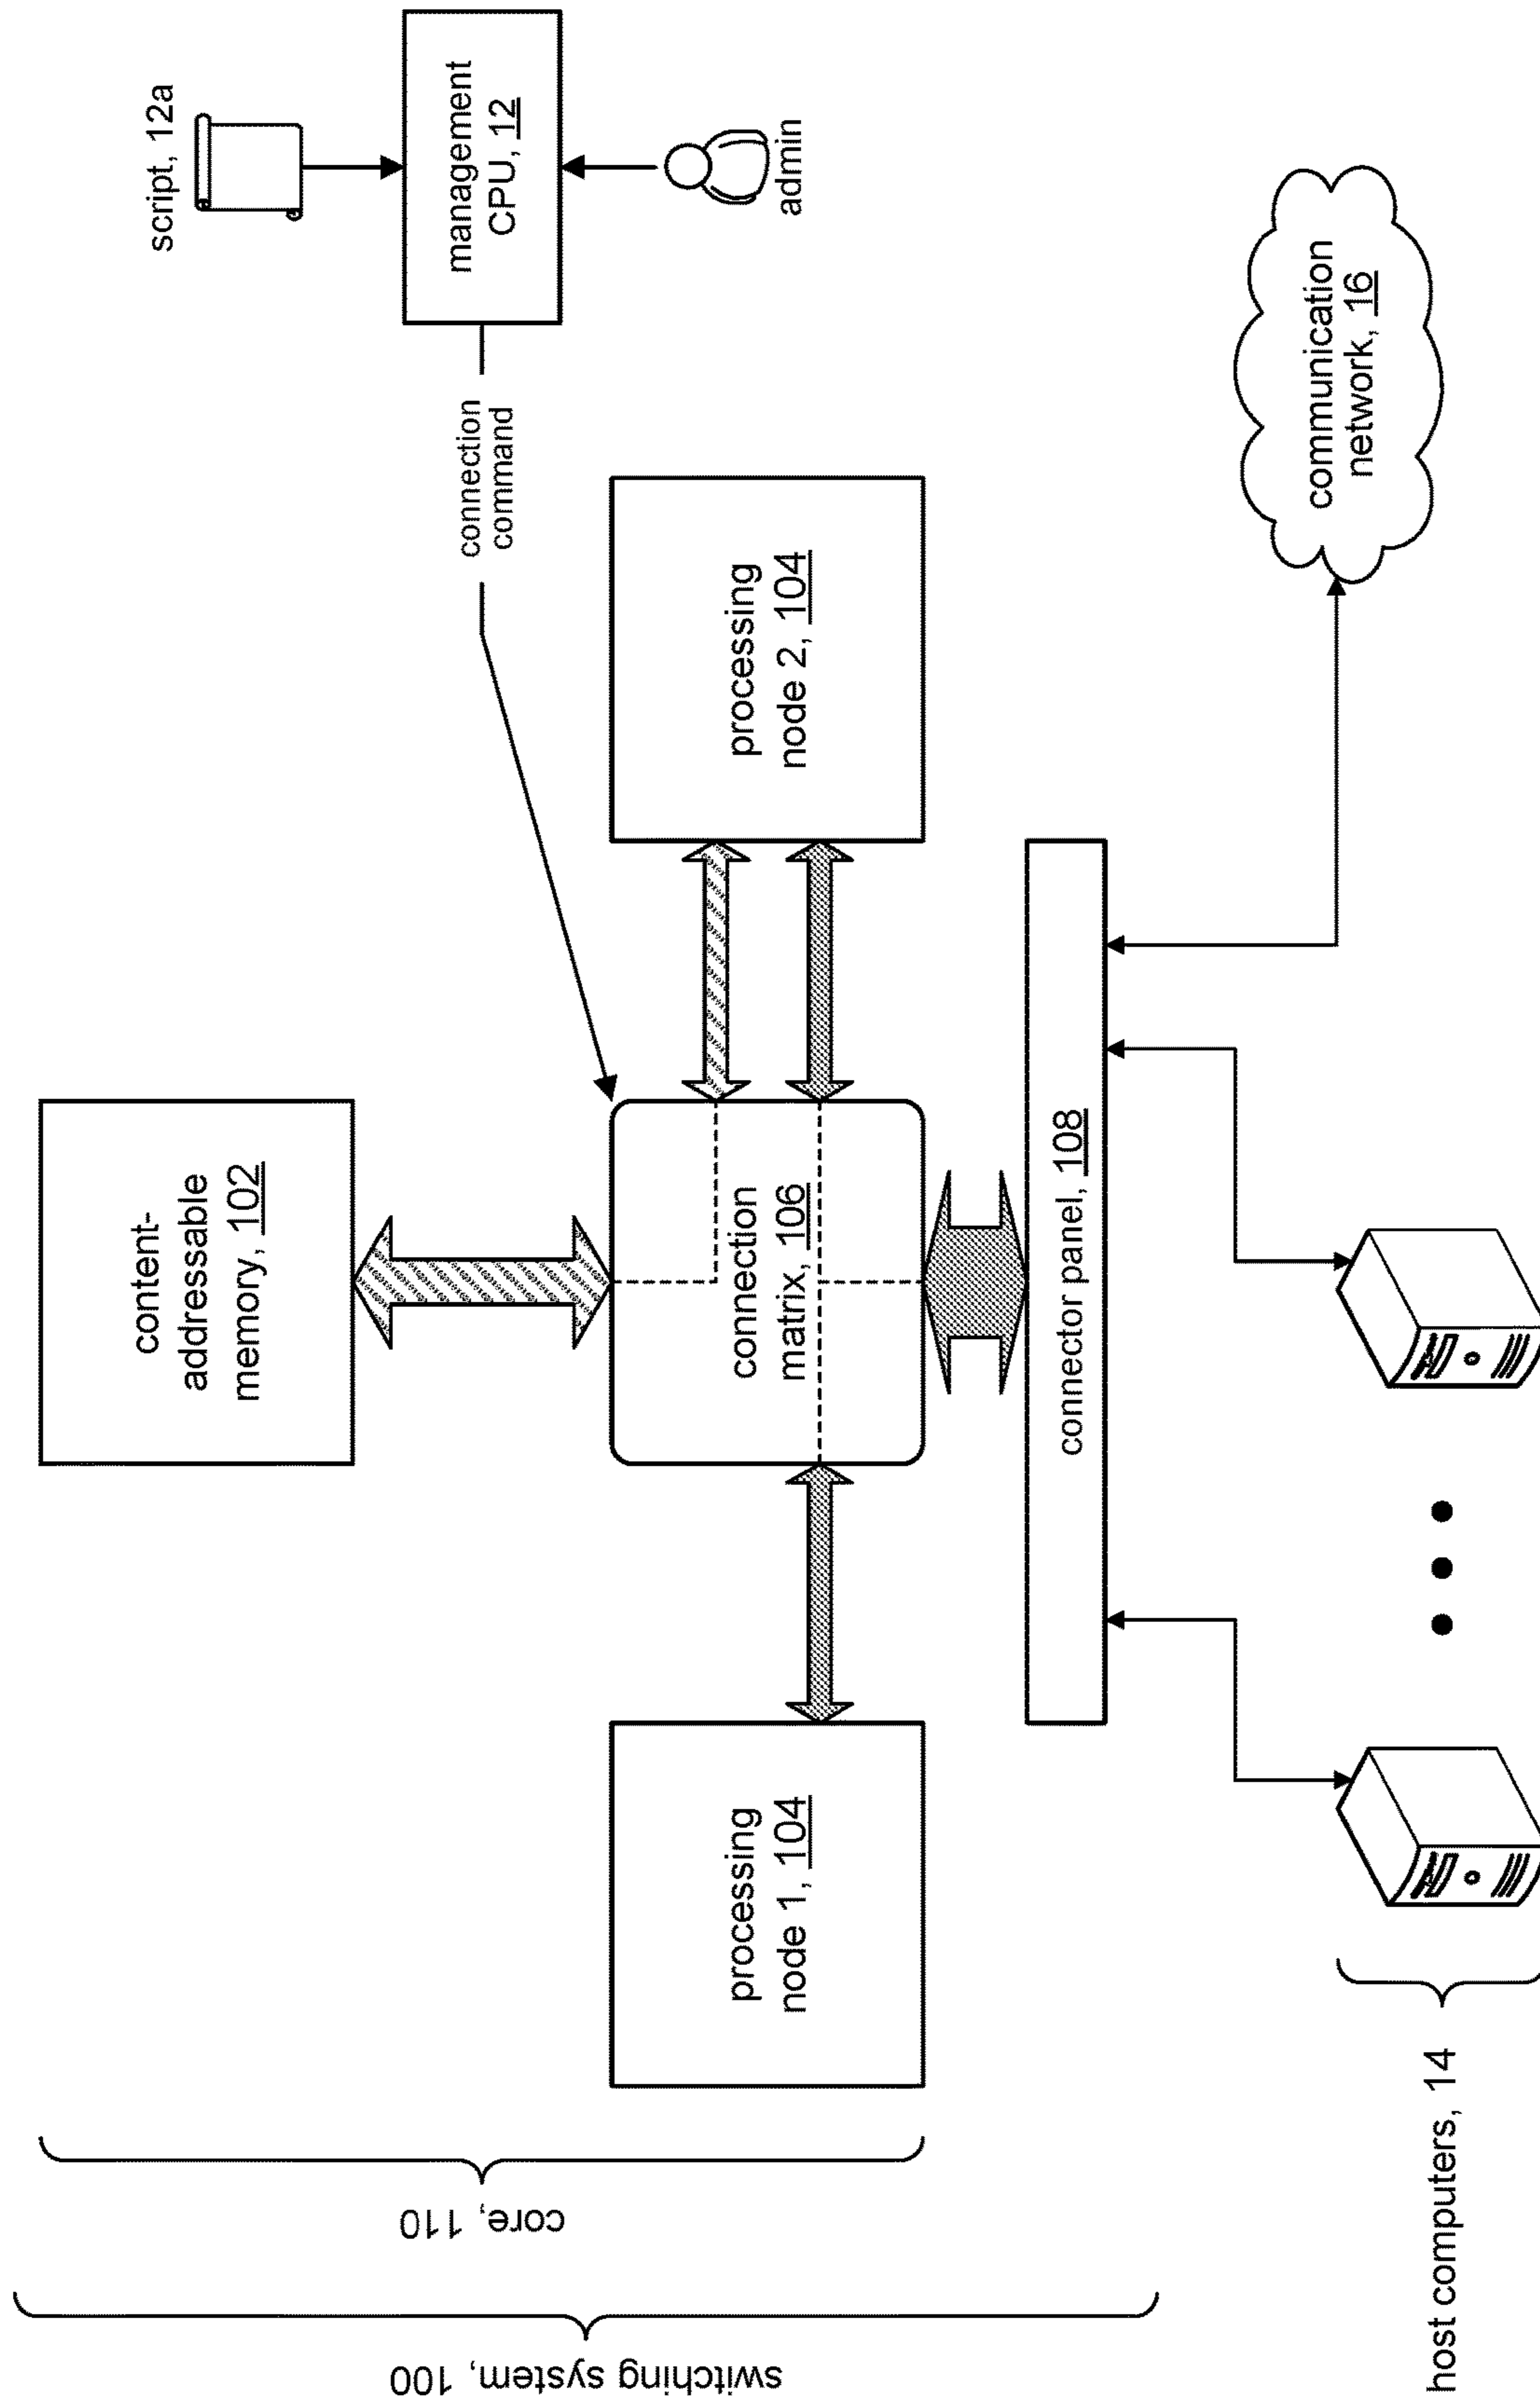 script, 12a
management
CPU, 12
admin
connection
command
content-
addressable
memory, 102
processing
node 1, 104
connection
matrix, 106
processing
node 2, 104
connector panel, 108
communication
network, 16
host computers, 14
core, 110
switching system, 100